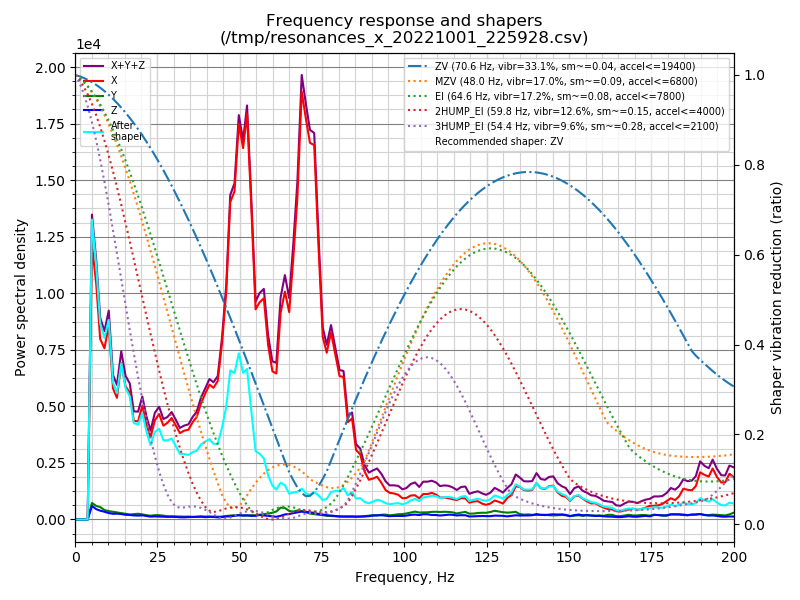 Frequency response and shapers
(/tmp/resonances_x_20221001_225928.csv)
1e4
X+Y+Z
X
Y
Z
After
shaper
ZV (70.6 Hz, vibr=33.1%, sm~=0.04, accel<=19400)
MZV (48.0 Hz, vibr=17.0%, sm~=0.09, accel<=6800)
EI (64.6 Hz, vibr=17.2%, sm~=0.08, accel<=7800)
2HUMP_EI (59.8 Hz, vibr=12.6%, sm~=0.15, accel<=4000)
3HUMP_EI (54.4 Hz, vibr=9.6%, sm~=0.28, accel<=2100)
Recommended shaper: ZV
2.00
1.75
1.50
1.25
1.00
0.75
0.50
0.25
0.00
Power spectral density
1.0
0.8
0.6
0.4
0.2
0.0
Shaper vibration reduction (ratio)
0 25 50 75 100 125 150 175 200
Frequency, Hz